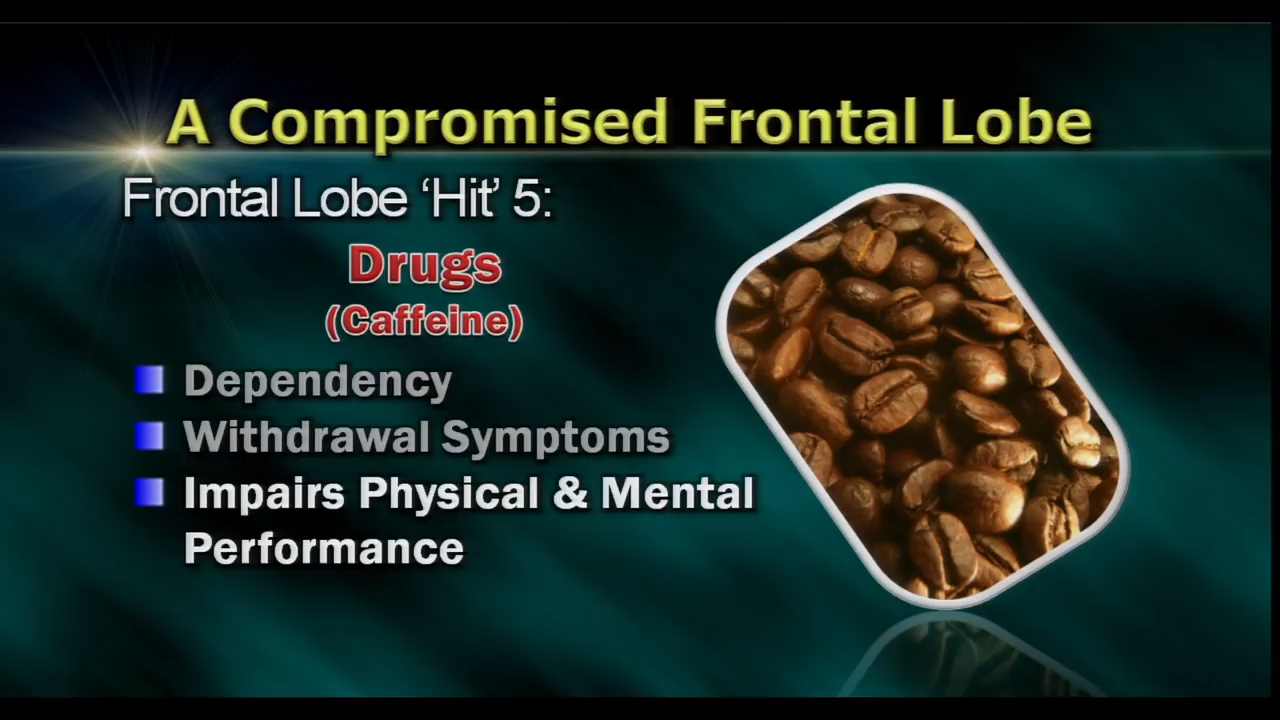 A Compromised Frontal Lobe
Frontal Lobe ‘Hit’ 5:
Drugs
(Caffeine)
Dependency
Withdrawal Symptoms
Impairs Physical & Mental
Performance